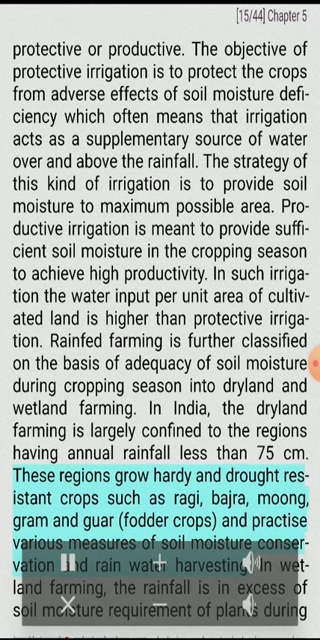 [15/44] Chapter 5
protective or productive. The objective of
protective irrigation is to protect the crops
from adverse effects of soil moisture defi-
ciency which often means that irrigation
acts as a supplementary source of water
over and above the rainfall. The strategy of
this kind of irrigation is to provide soil
moisture to maximum possible area. Pro-
ductive irrigation is meant to provide suffi-
cient soil moisture in the cropping season
to achieve high productivity. In such irriga-
tion the water input per unit area of cultiv-
ated land is higher than protective irriga-
tion. Rainfed farming is further classified
on the basis of adequacy of soil moisture
during cropping season into dryland and
wetland farming. In India, the dryland
farming is largely confined to the regions
having annual rainfall less than 75 cm.
These regions grow hardy and drought res-
istant crops such as ragi, bajra, moong,
gram and guar (fodder crops) and practise
various measures of soil moisture conser-
vation and rain water harvesting. In wet-
land farming, the rainfall is in excess of
soil moisture requirement of plants during